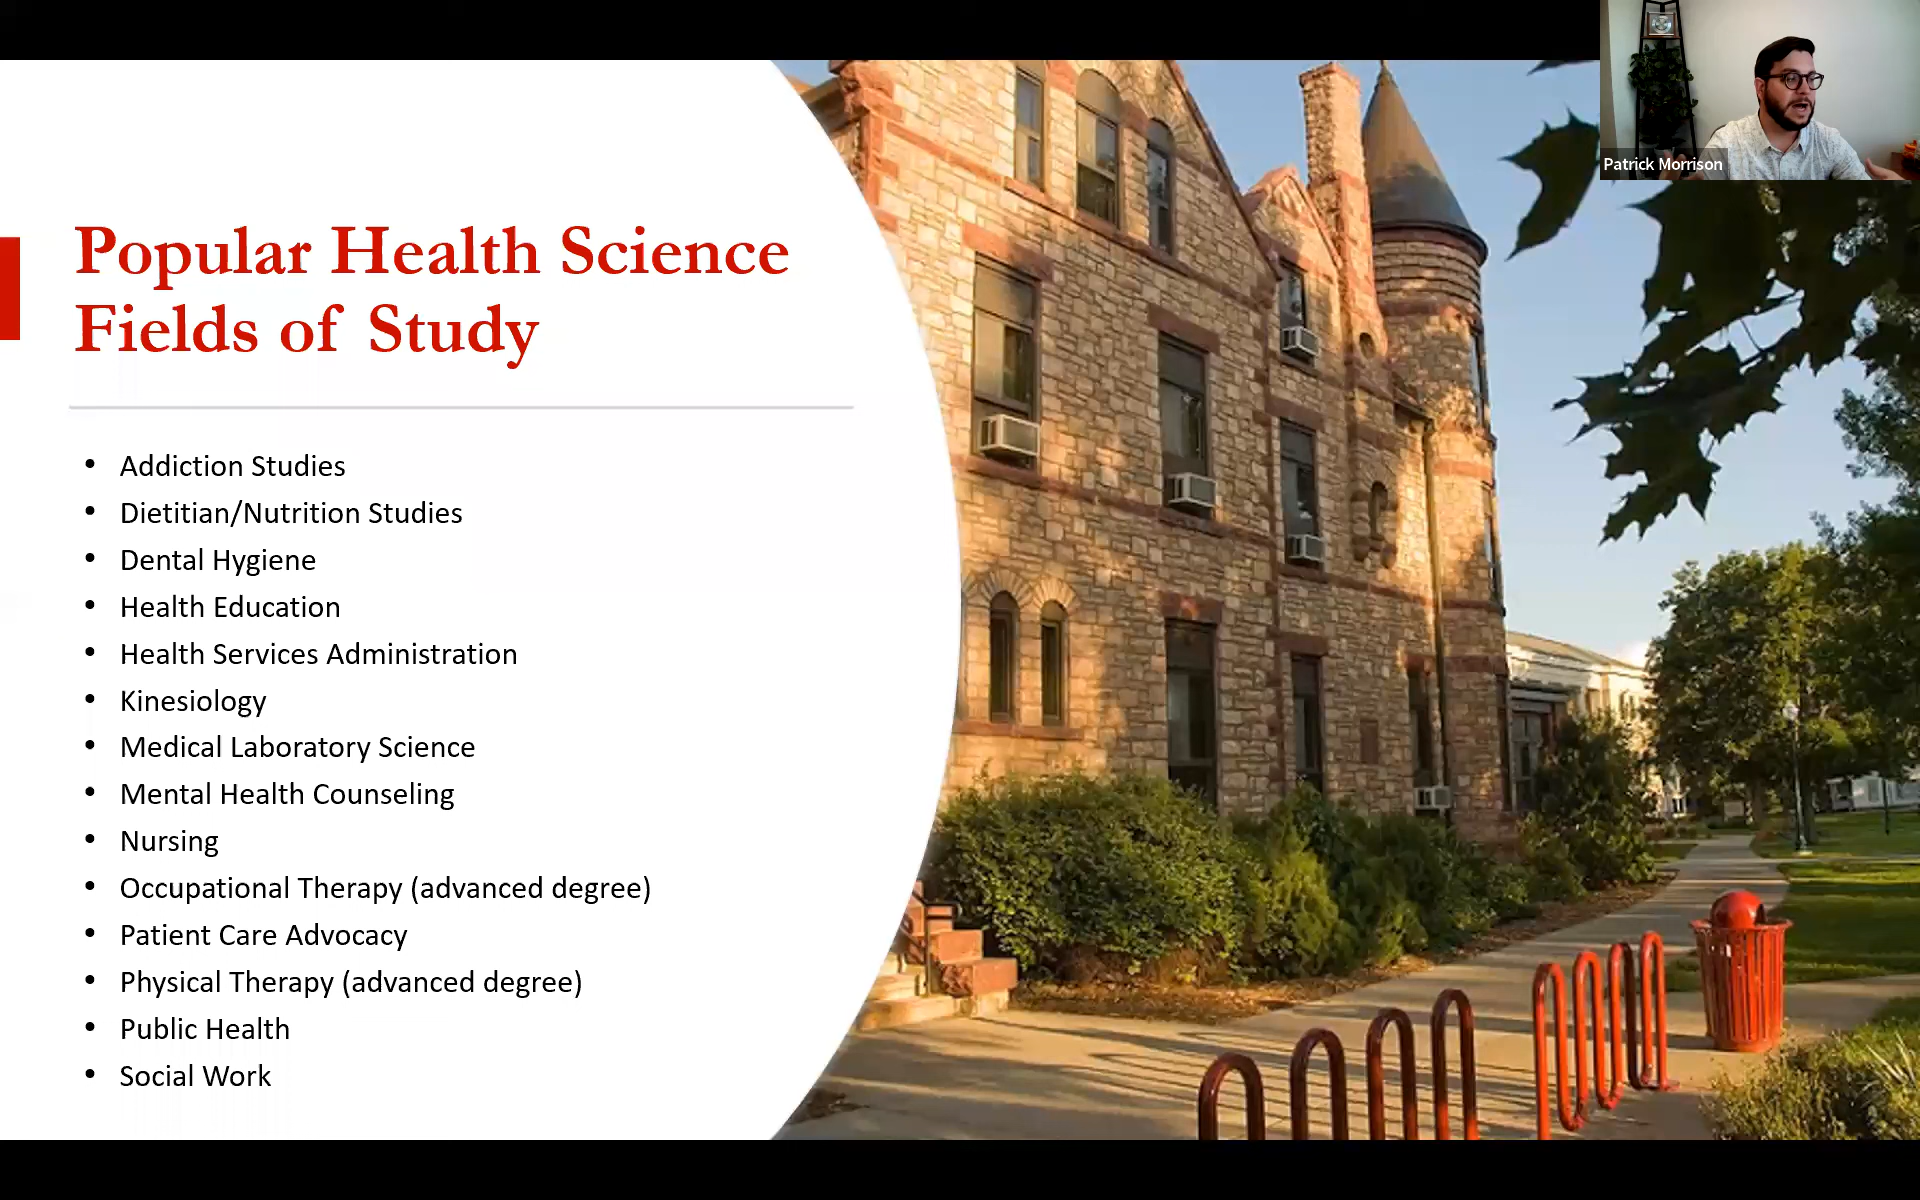 Patrick Morrison
Popular Health Science
Fields of Study
• Addiction Studies
• Dietitian/Nutrition Studies
• Dental Hygiene
• Health Education
• Health Services Administration
• Kinesiology
• Medical Laboratory Science
• Mental Health Counseling
• Nursing
• Occupational Therapy (advanced degree)
• Patient Care Advocacy
• Physical Therapy (advanced degree)
• Public Health
• Social Work